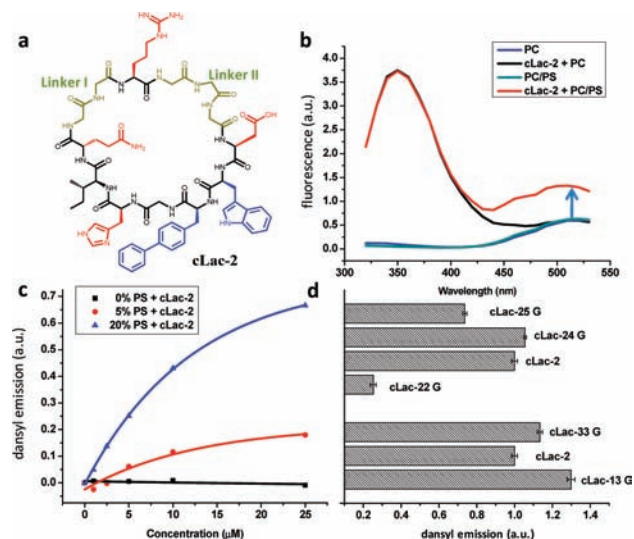 a
Linker I
Linker II
NH
H₂N
NH
O
HN
NH
O
OH
NH₂
HN
N
cLac-2
b
PC
cLac-2 + PC
PC/PS
cLac-2 + PC/PS
fluorescence (a.u.)
4.0
3.5
3.0
2.5
2.0
1.5
1.0
0.5
0.0
320
400
450
500
Wavelength (nm)
c
0% PS + cLac-2
5% PS + cLac-2
20% PS + cLac-2
dansyl emission (a.u.)
0.7
0.6
0.5
0.4
0.3
0.2
0.1
0.0
0
5
10
15
20
25
Concentration (μM)
d
cLac-25 G
cLac-24 G
cLac-2
cLac-22 G
cLac-33 G
cLac-2
cLac-13 G
0.2 0.4 0.6 0.8 1.0 1.2 1.4
dansyl emission (a.u.)